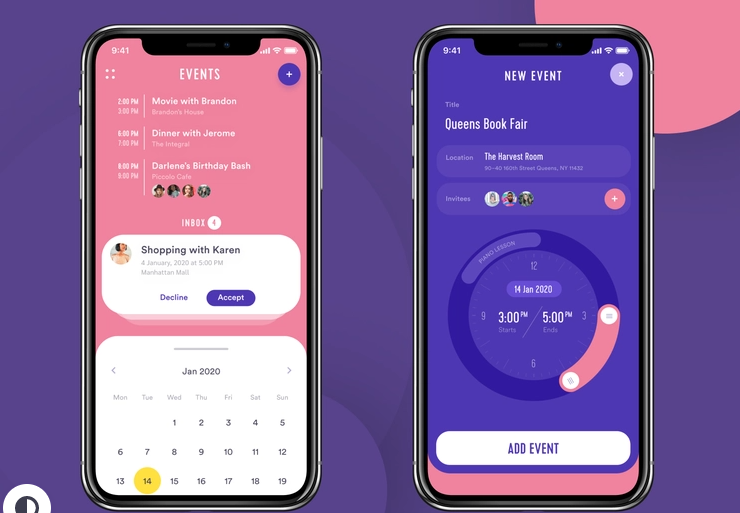 9:41
EVENTS
+
2:00 PM
3:00 PM
Movie with Brandon
Brandon's House
6:00 PM
7:00 PM
Dinner with Jerome
The Integral
8:00 PM
9:00 PM
Darlene's Birthday Bash
Piccolo Cafe
INBOX 4
Shopping with Karen
4 January, 2020 at 5:00 PM
Manhattan Mall
Decline Accept
Jan 2020
Mon Tue Wed Thu Fri Sat Sun
1 2 3 4 5
6 7 8 9 10 11 12
13 14 15 16 17 18 19
9:41
NEW EVENT
×
Title
Queens Book Fair
Location
The Harvest Room
90-40 160th Street Queens, NY 11432
Invitees
+
PIANO LESSON
12
14 Jan 2020
9 3:00 PM 5:00 PM 3
Starts Ends
6
ADD EVENT